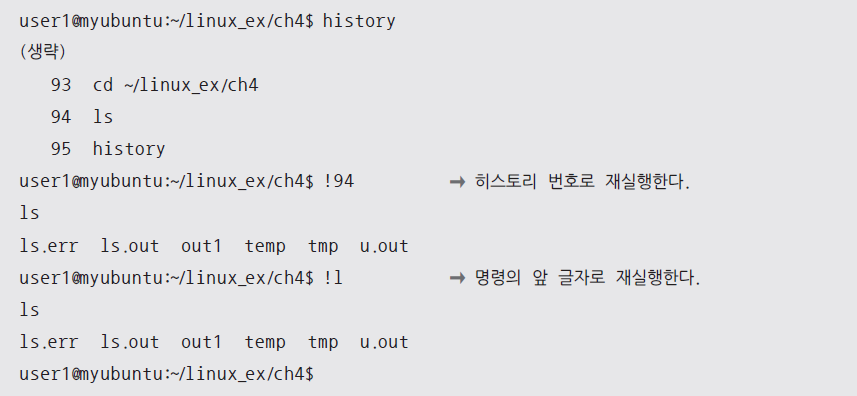 user1@myubuntu:~/linux_ex/ch4$ history
(생략)
93 cd ~/linux_ex/ch4
94 ls
95 history
user1@myubuntu:~/linux_ex/ch4$ !94 → 히스토리 번호로 재실행한다.
ls
ls.err ls.out out1 temp tmp u.out
user1@myubuntu:~/linux_ex/ch4$ !l → 명령의 앞 글자로 재실행한다.
ls
ls.err ls.out out1 temp tmp u.out
user1@myubuntu:~/linux_ex/ch4$